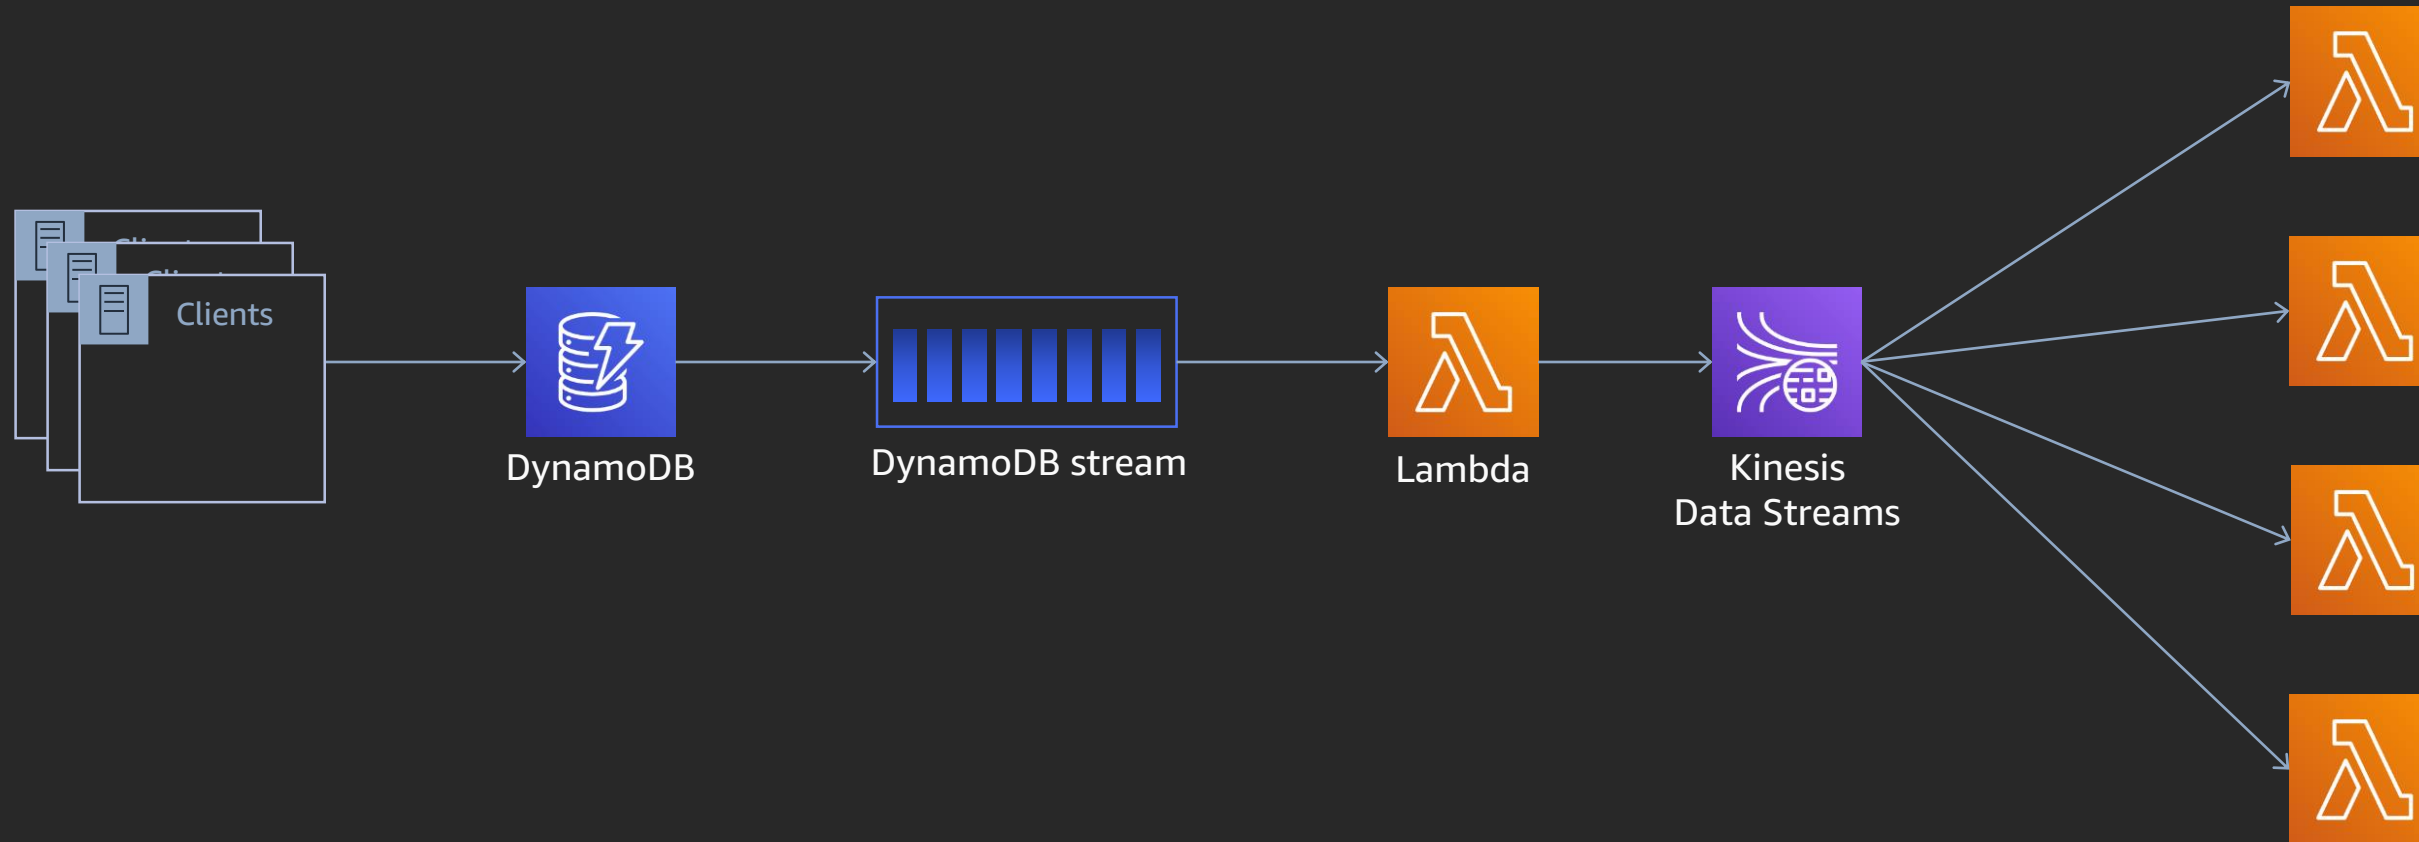 Clients
DynamoDB
DynamoDB stream
Lambda
Kinesis
Data Streams